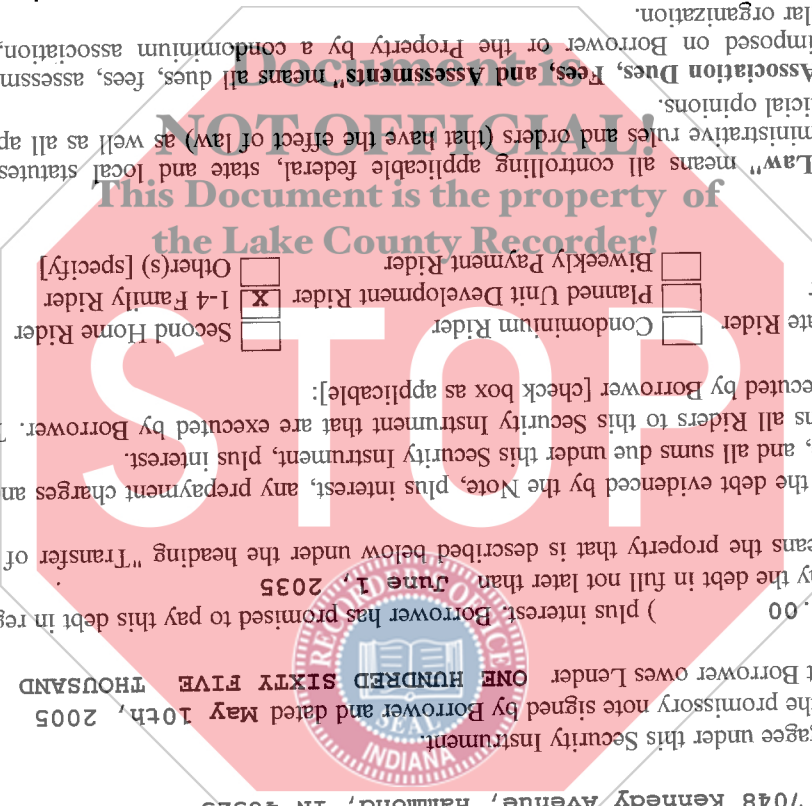 7048 Kennedy Avenue, Hammond, IN
agee under this Security Instrument.
he promissory note signed by Borrower and dated May 10th, 2005
t Borrower owes Lender ONE HUNDRED SIXTY FIVE THOUSAND
.00 ) plus interest. Borrower has promised to pay this debt in reg
y the debt in full not later than June 1, 2035 .
eans the property that is described below under the heading "Transfer of
the debt evidenced by the Note, plus interest, any prepayment charges an
, and all sums due under this Security Instrument, plus interest.
ns all Riders to this Security Instrument that are executed by Borrower. T
ecuted by Borrower [check box as applicable]:
ate Rider Condominium Rider Second Home Rider
Planned Unit Development Rider X 1-4 Family Rider
Biweekly Payment Rider Other(s) [specify]
Law" means all controlling applicable federal, state and local statutes
ministrative rules and orders (that have the effect of law) as well as all ap
icial opinions.
Association Dues, Fees, and Assessments" means all dues, fees, assessm
imposed on Borrower or the Property by a condominium association,
lar organization.
Document is
NOT OFFICIAL!
This Document is the property of
the Lake County Recorder!
STOP
RECORDER'S OFFICE
SEAL
INDIANA